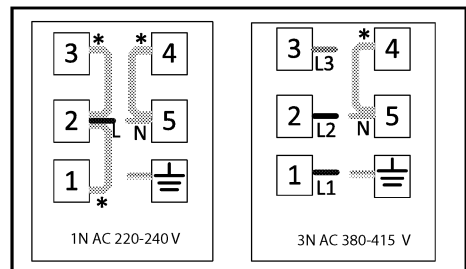 3 * * 4
2 L N 5
1 *
1N AC 220-240 V
3 L3 * 4
2 L2 N 5
1 L1
3N AC 380-415 V